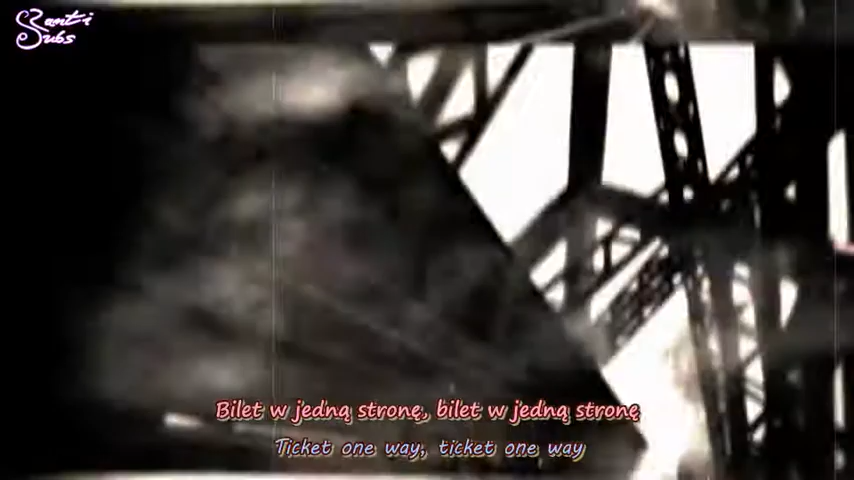 Santi
Subs
Bilet w jedną stronę, bilet w jedną stronę
Ticket one way, ticket one way